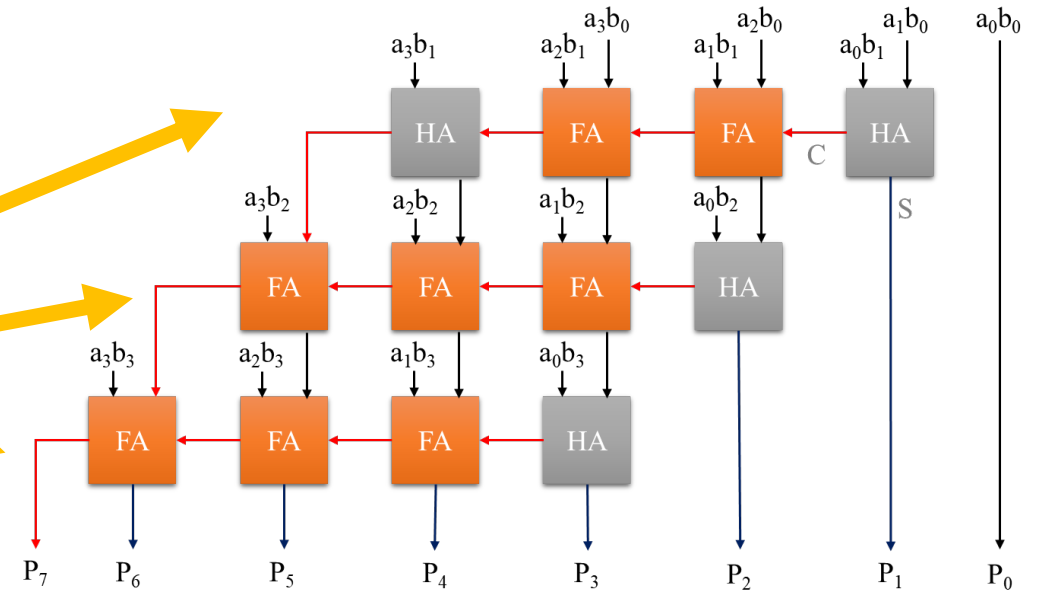 a₃b₀ a₂b₀ a₁b₀ a₀b₀
a₃b₁ a₂b₁ a₁b₁ a₀b₁
HA FA FA HA
C
S
a₃b₂ a₂b₂ a₁b₂ a₀b₂
FA FA FA HA
a₃b₃ a₂b₃ a₁b₃ a₀b₃
FA FA FA HA
P₇ P₆ P₅ P₄ P₃ P₂ P₁ P₀